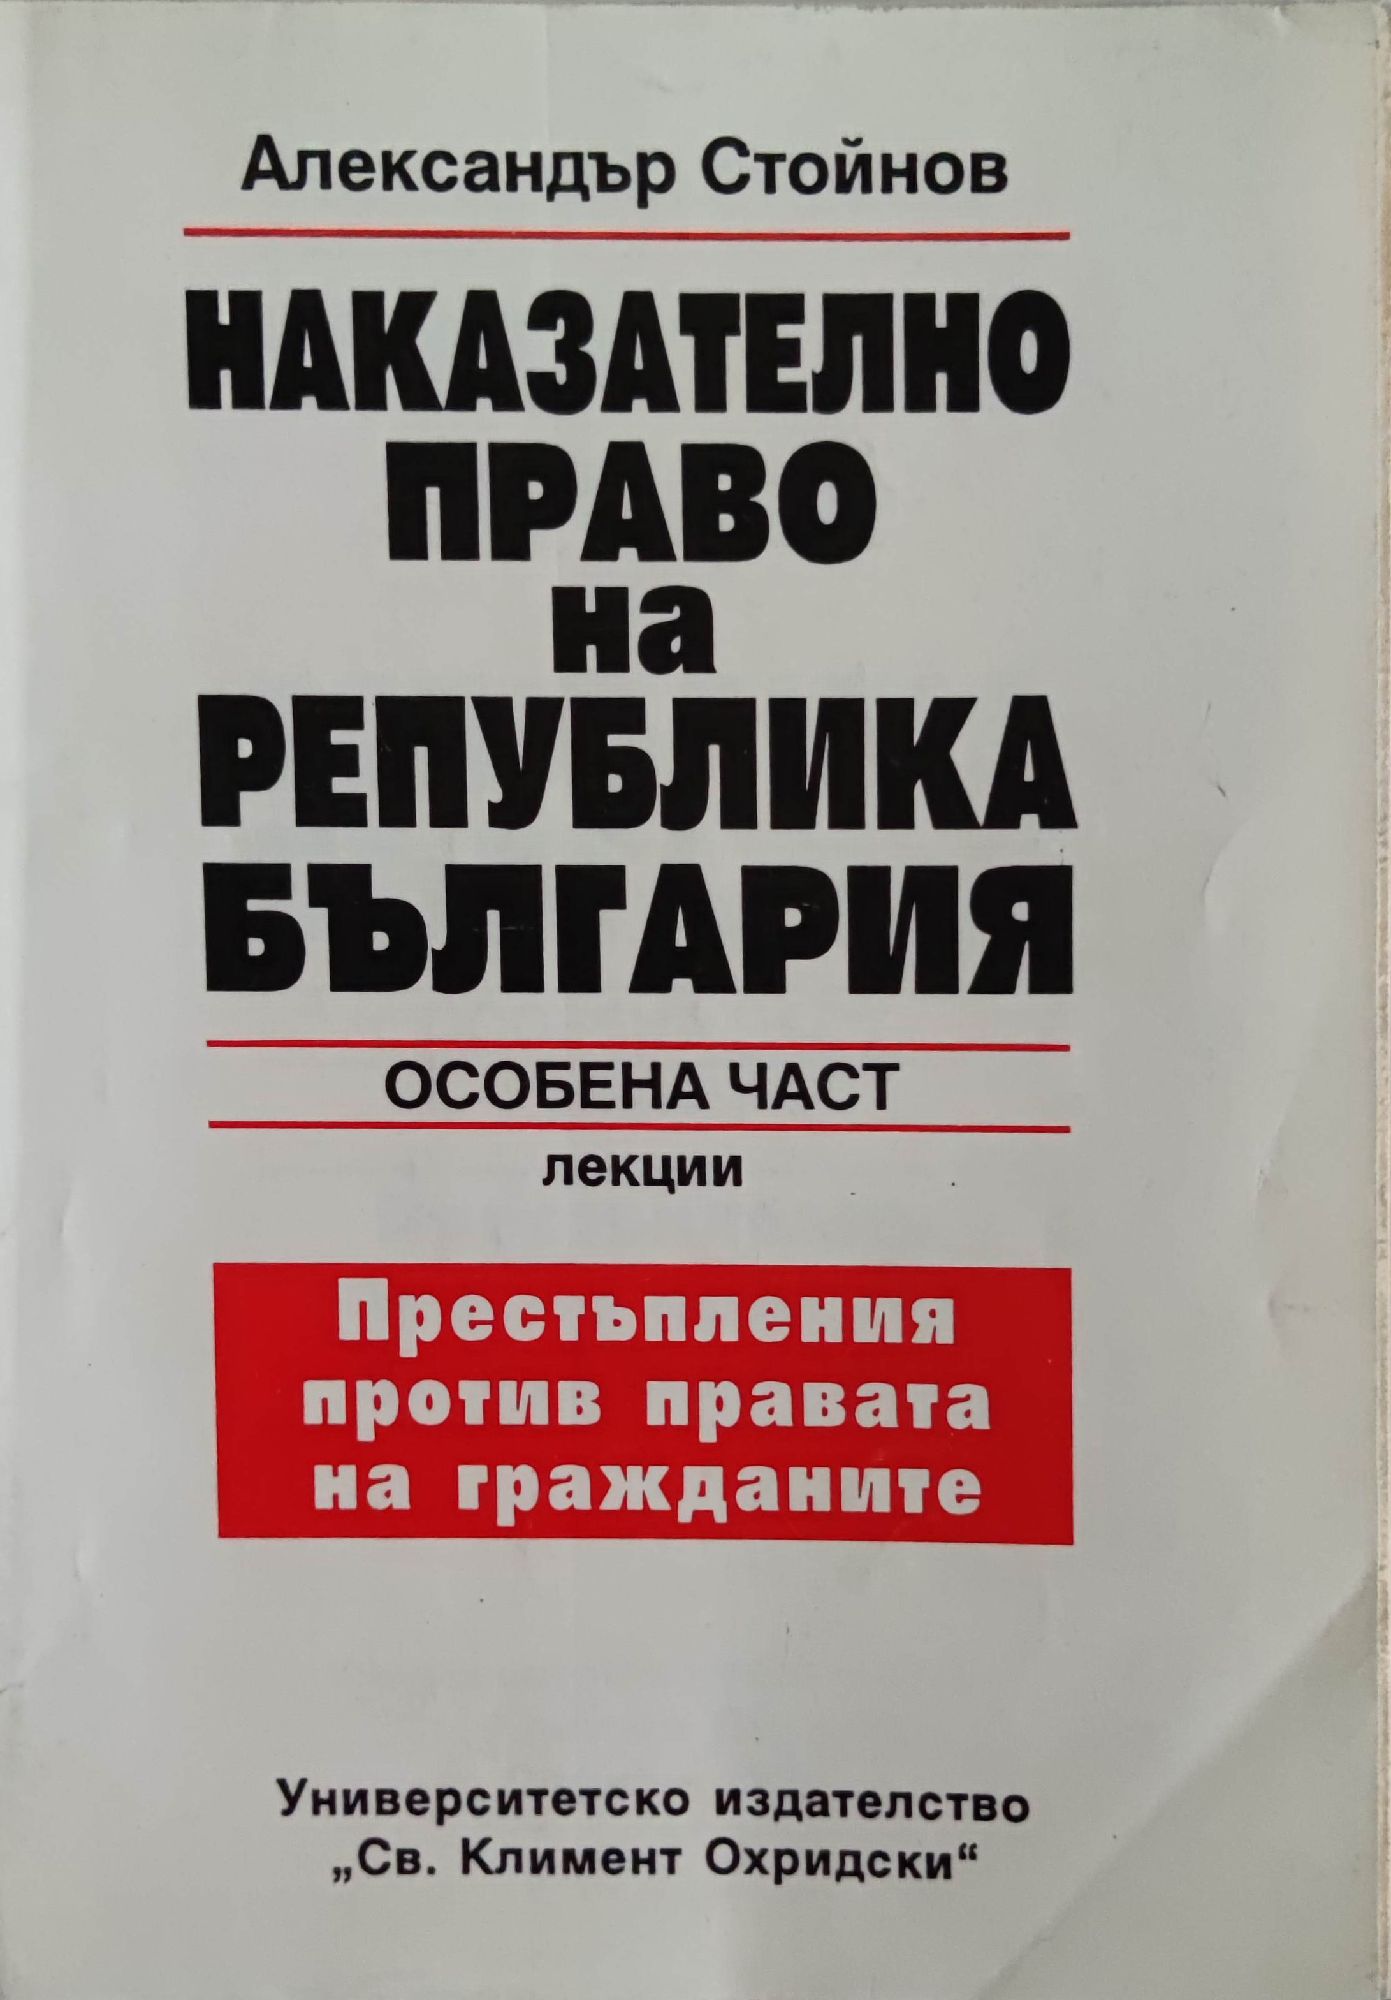 Александър Стойнов
НАКАЗАТЕЛНО
ПРАВО
на
РЕПУБЛИКА
БЪЛГАРИЯ
ОСОБЕНА ЧАСТ
лекции
Престъпления
против правата
на гражданите
Университетско издателство
„Св. Климент Охридски“